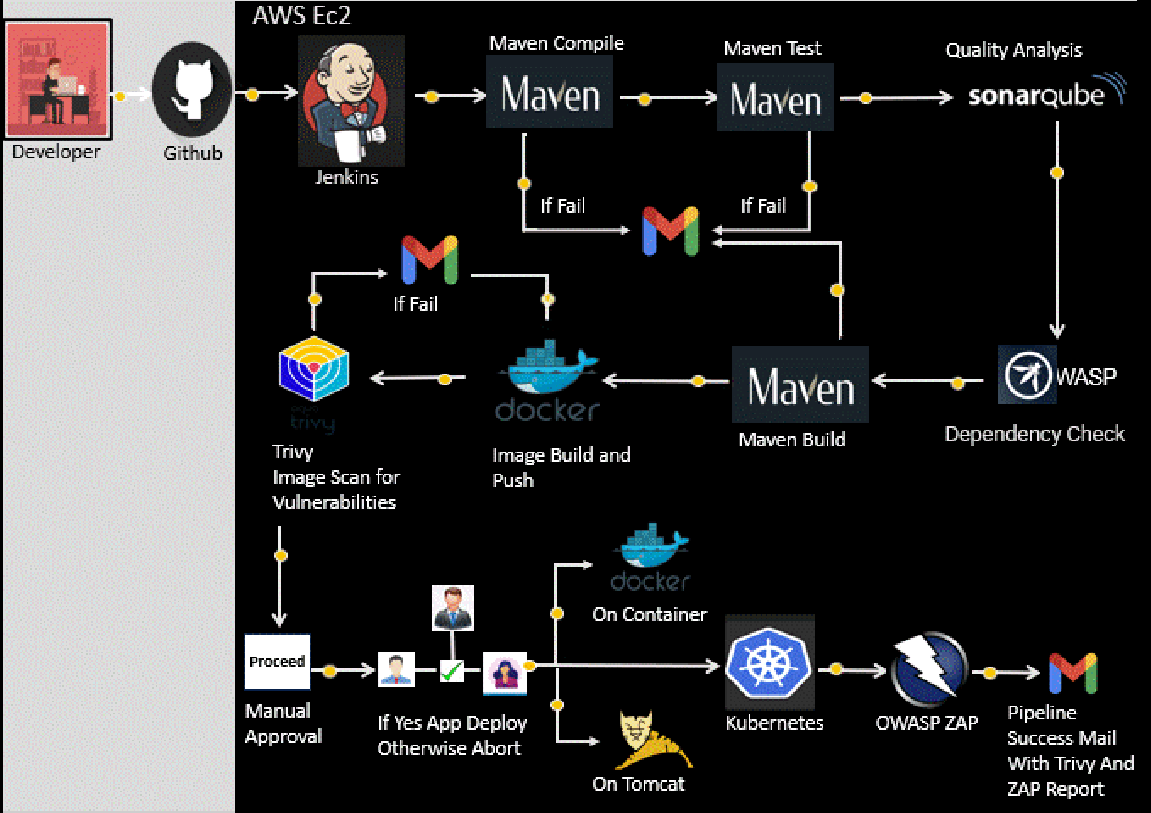 AWS Ec2
Developer
Github
Jenkins
Maven Compile
Maven
Maven Test
Maven
Quality Analysis
sonarqube
If Fail
If Fail
If Fail
WASP
Dependency Check
Maven
Maven Build
docker
Image Build and
Push
aqua
trivy
Trivy
Image Scan for
Vulnerabilities
Proceed
Manual
Approval
If Yes App Deploy
Otherwise Abort
docker
On Container
On Tomcat
Kubernetes
OWASP ZAP
Pipeline
Success Mail
With Trivy And
ZAP Report